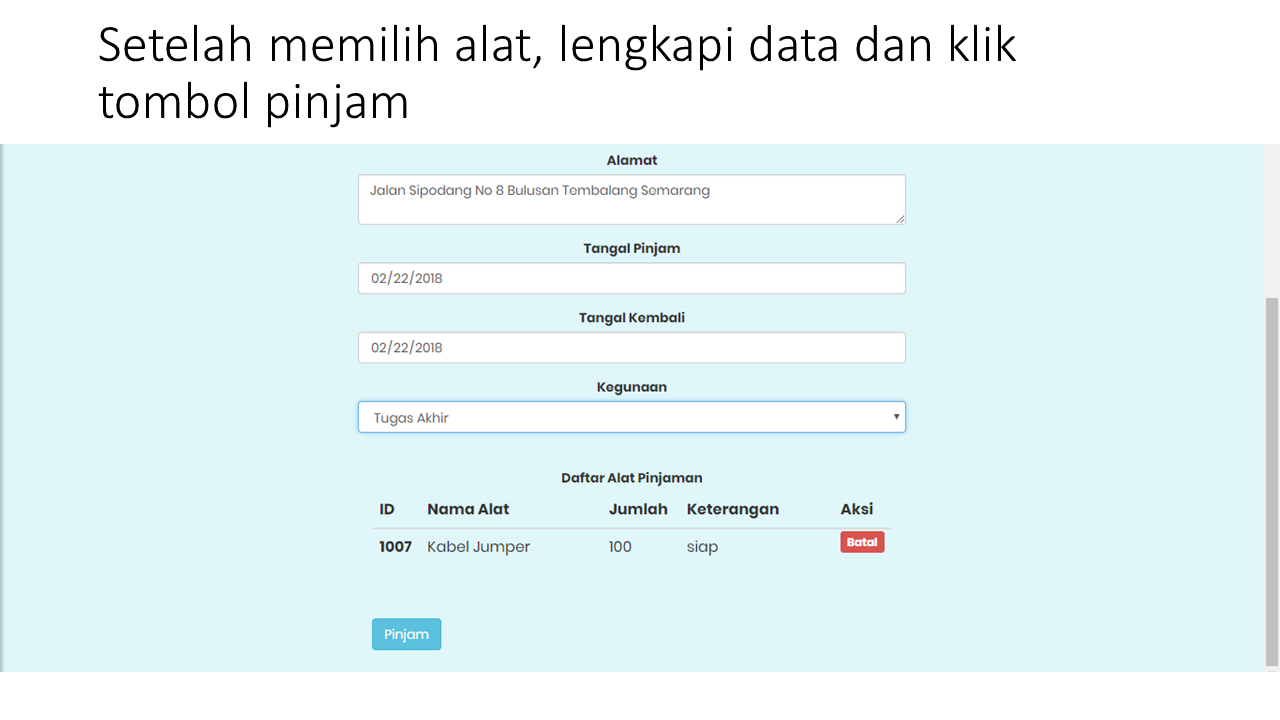 Setelah memilih alat, lengkapi data dan klik
tombol pinjam
Alamat
Jalan Sipodang No 8 Bulusan Tembalang Semarang
Tangal Pinjam
02/22/2018
Tangal Kembali
02/22/2018
Kegunaan
Tugas Akhir
Daftar Alat Pinjaman
ID Nama Alat Jumlah Keterangan Aksi
1007 Kabel Jumper 100 siap Batal
Pinjam